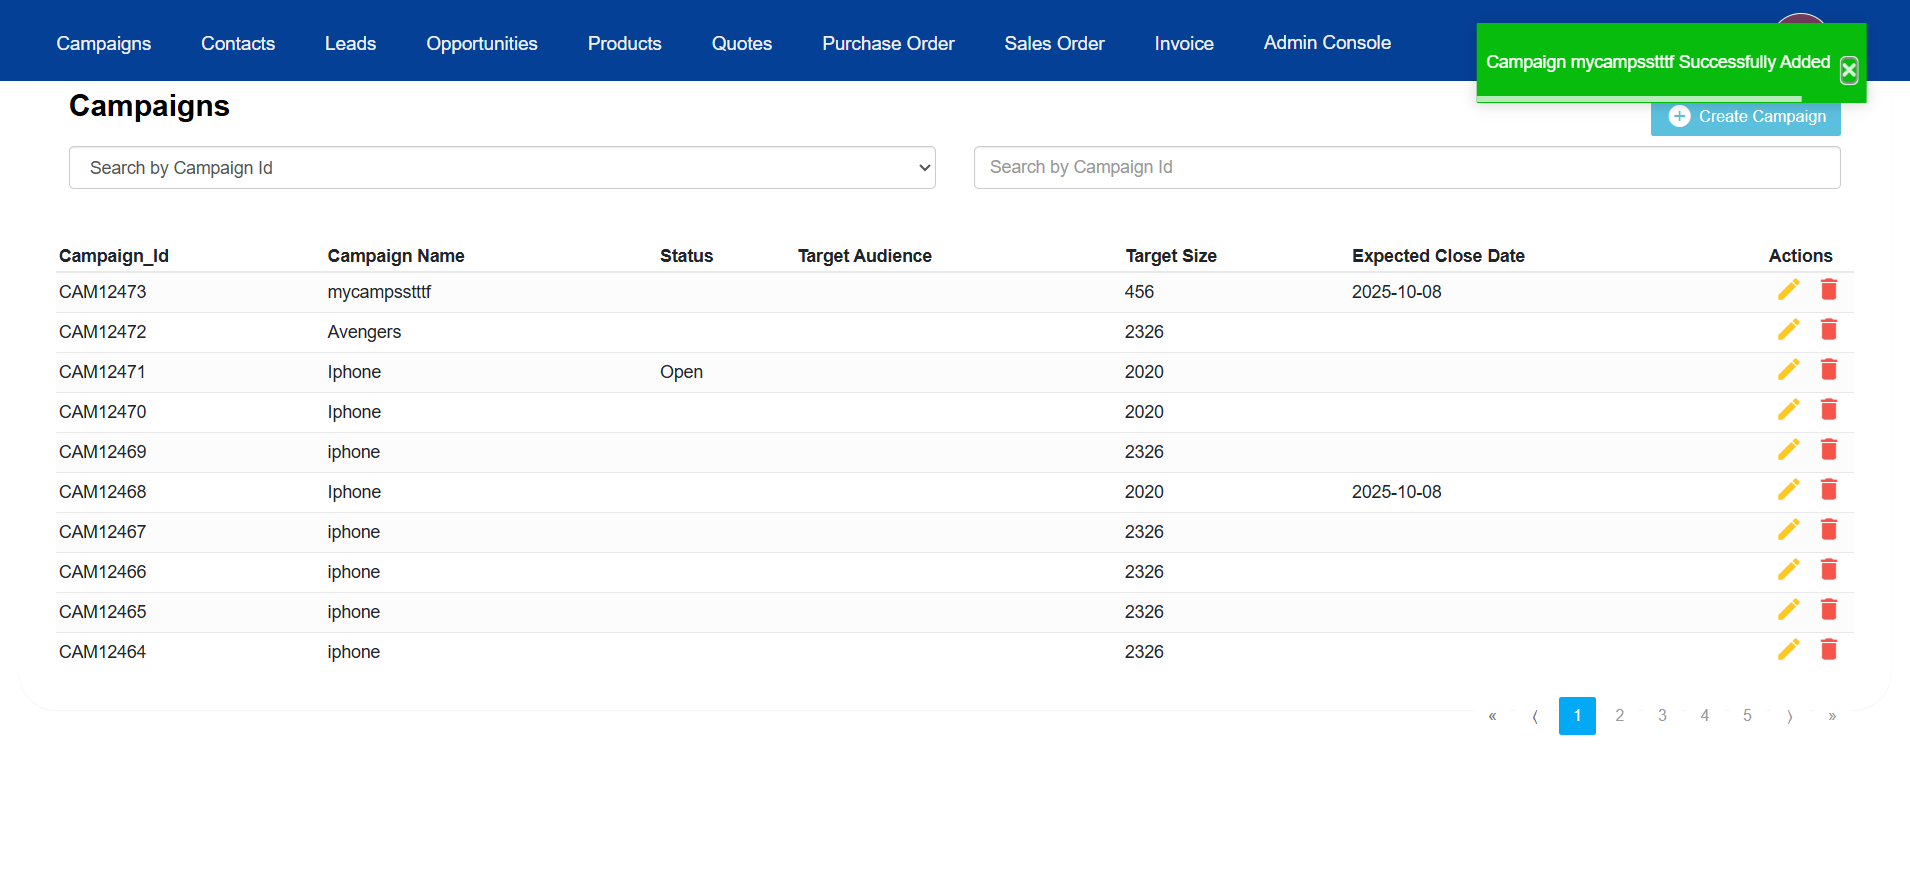 Campaigns Contacts Leads Opportunities Products Quotes Purchase Order Sales Order Invoice Admin Console
Campaign mycampsstttf Successfully Added
Campaigns
Create Campaign
Search by Campaign Id Search by Campaign Id
Campaign_Id Campaign Name Status Target Audience Target Size Expected Close Date Actions
CAM12473 mycampsstttf 456 2025-10-08
CAM12472 Avengers 2326
CAM12471 Iphone Open 2020
CAM12470 Iphone 2020
CAM12469 iphone 2326
CAM12468 Iphone 2020 2025-10-08
CAM12467 iphone 2326
CAM12466 iphone 2326
CAM12465 iphone 2326
CAM12464 iphone 2326
« ⟨ 1 2 3 4 5 ⟩ »